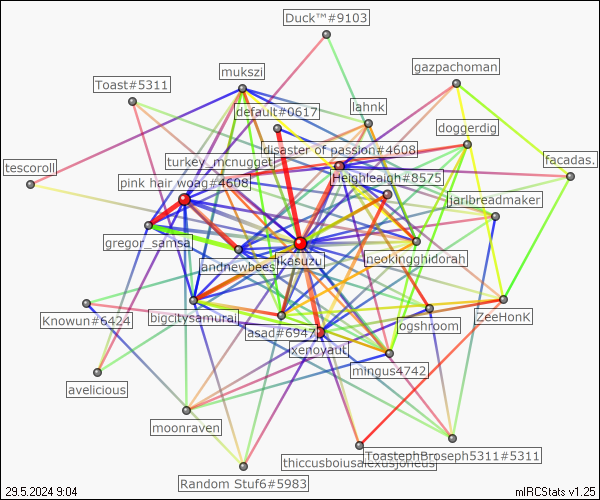 Duck™#9103
gazpachoman
mukszi
Toast#5311
lahnk
default#0617
doggerdig
disaster of passion#4608
turkey_mcnugget
facadas.
tescoroll
pink hair woag#4608
Heighleaigh#8575
jarlbreadmaker
gregor_samsa
andnewbees
ikasuzu
neokingghidorah
Knowun#6424
bigcitysamurai
asad#6947
ogshroom
ZeeHonK
xenoyaut
mingus4742
avelicious
moonraven
ToastephBroseph5311#5311
Random Stuf6#5983
29.5.2024 9:04
mIRCStats v1.25